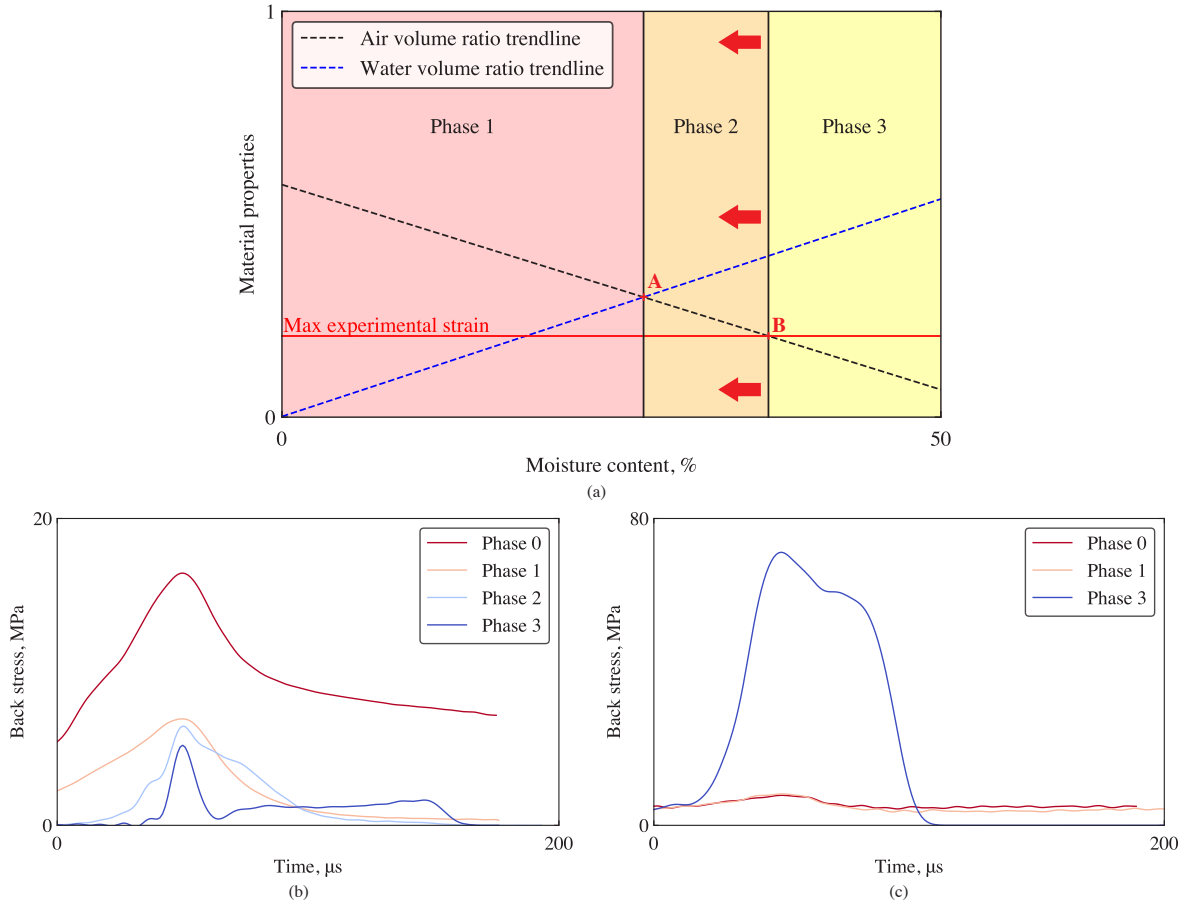 1
Air volume ratio trendline
Water volume ratio trendline
Phase 1
Phase 2
Phase 3
Material properties
A
Max experimental strain
B
0
0
50
Moisture content, %
(a)
20
Phase 0
Phase 1
Phase 2
Phase 3
Back stress, MPa
0
0
200
Time, μs
(b)
80
Phase 0
Phase 1
Phase 3
Back stress, MPa
0
0
200
Time, μs
(c)